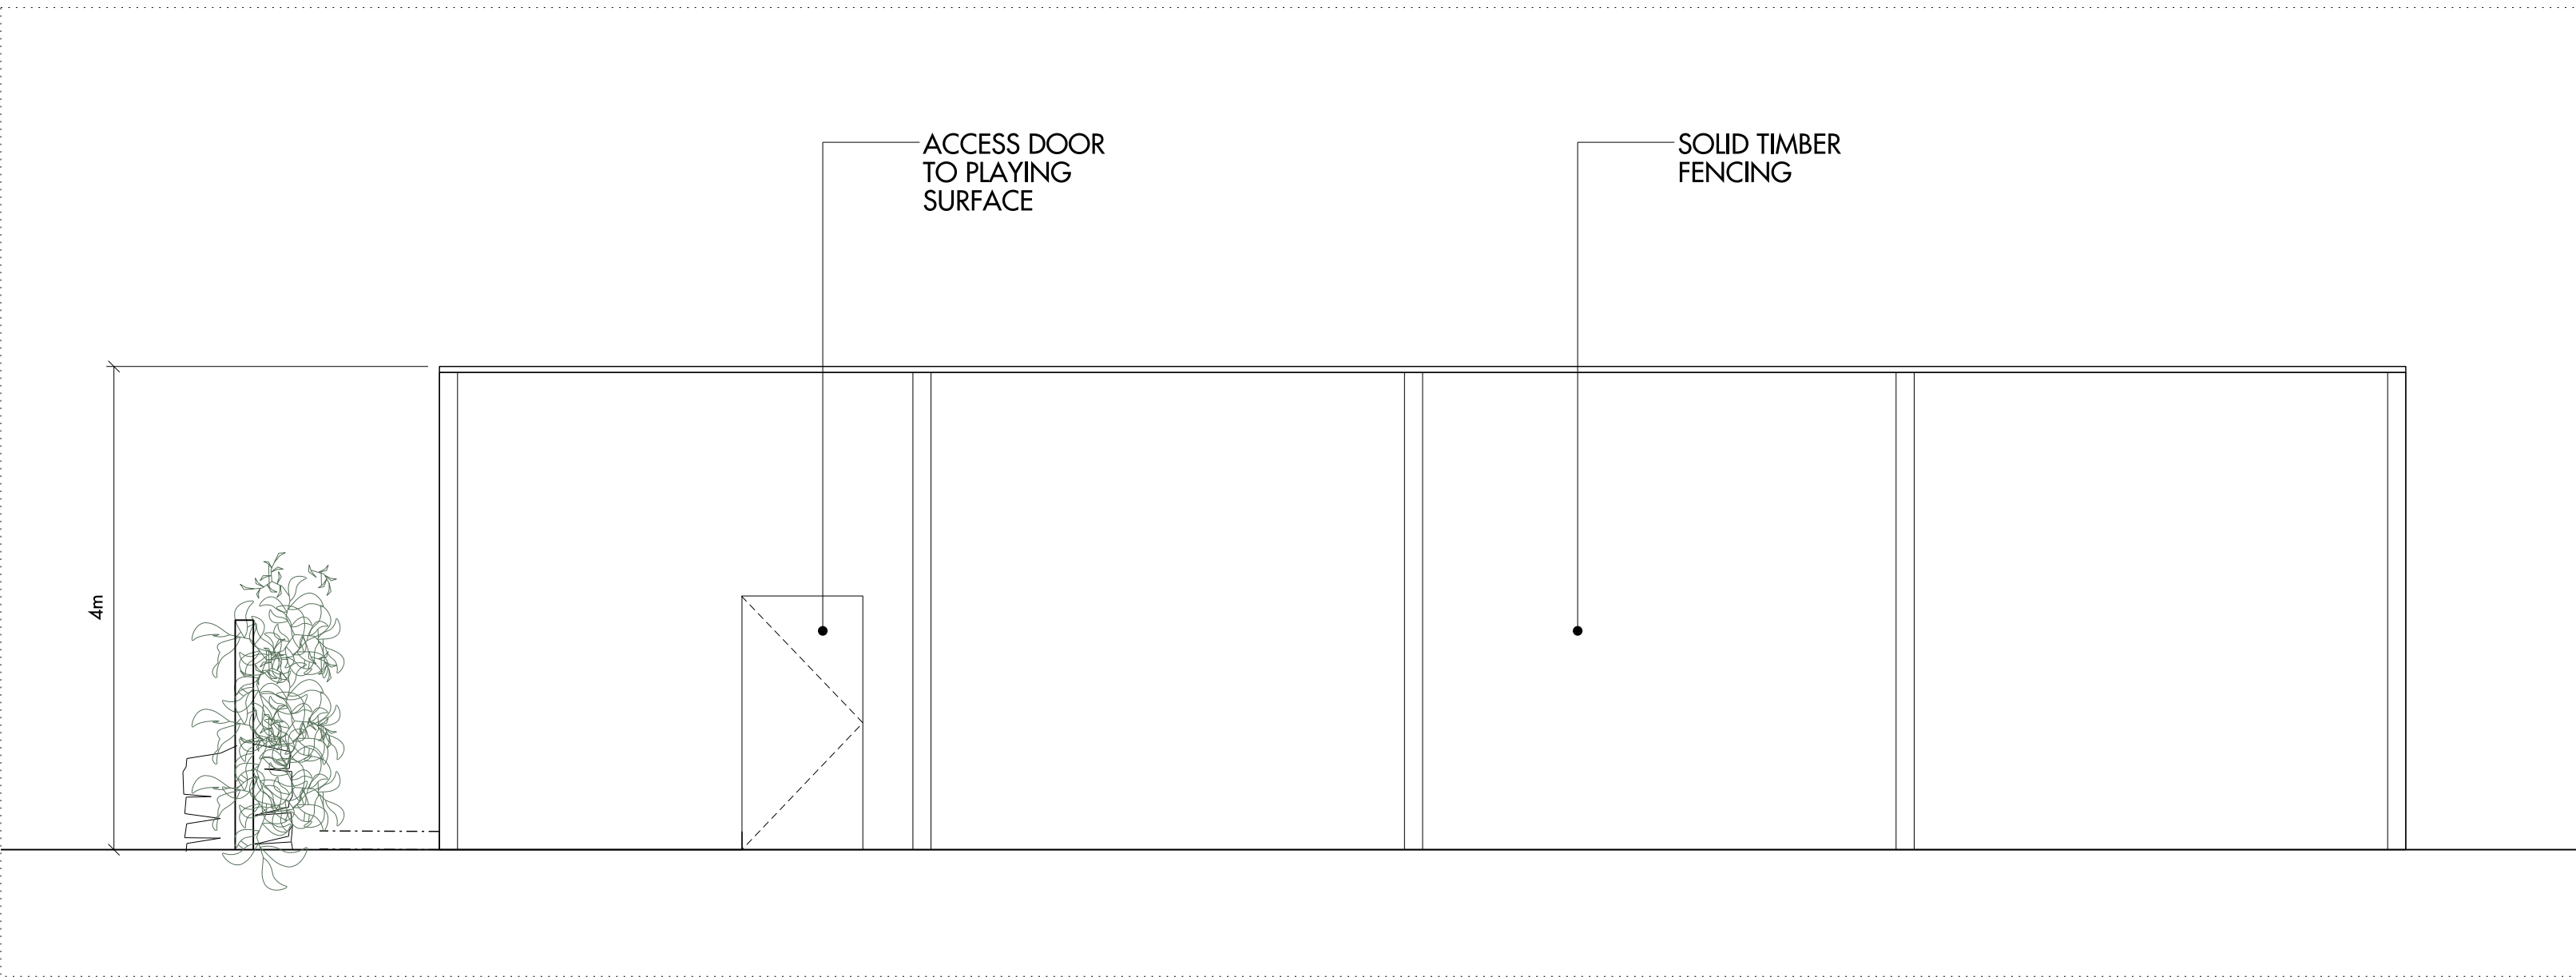 ACCESS DOOR
TO PLAYING
SURFACE
SOLID TIMBER
FENCING
4m